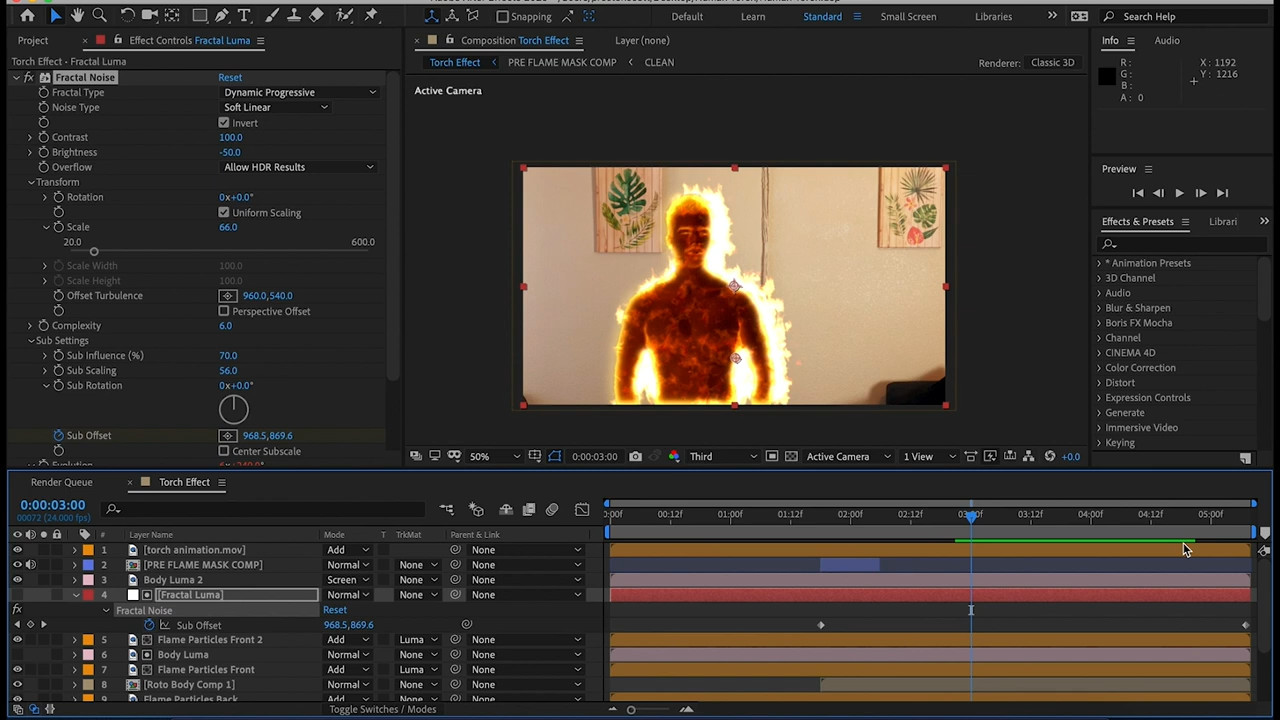 Snapping
Default
Learn
Standard
Small Screen
Libraries
Search Help
Project
Effect Controls Fractal Luma
Composition Torch Effect
Layer (none)
Info
Audio
Torch Effect • Fractal Luma
Torch Effect
PRE FLAME MASK COMP
CLEAN
Renderer:
Classic 3D
fx Fractal Noise
Reset
Fractal Type
Dynamic Progressive
Noise Type
Soft Linear
Invert
Contrast
100.0
Brightness
-50.0
Overflow
Allow HDR Results
Transform
Rotation
0x+0.0°
Uniform Scaling
Scale
66.0
20.0
600.0
Scale Width
100.0
Scale Height
100.0
Offset Turbulence
960.0,540.0
Perspective Offset
Complexity
6.0
Sub Settings
Sub Influence (%)
70.0
Sub Scaling
56.0
Sub Rotation
0x+0.0°
Sub Offset
968.5,869.6
Center Subscale
Active Camera
R:
G:
B:
A: 0
X: 1192
Y: 1216
Preview
Effects & Presets
Librari
* Animation Presets
3D Channel
Audio
Blur & Sharpen
Boris FX Mocha
Channel
CINEMA 4D
Color Correction
Distort
Expression Controls
Generate
Immersive Video
Keying
50%
0:00:03:00
Third
Active Camera
1 View
+0.0
Render Queue
Torch Effect
0:00:03:00
00072 (24.000 fps)
:00f
00:12f
01:00f
01:12f
02:00f
02:12f
03:12f
04:00f
04:12f
05:00f
# Layer Name
Mode
T
TrkMat
Parent & Link
1 [torch animation.mov] Add None
2 [PRE FLAME MASK COMP] Normal None None
3 Body Luma 2 Screen None None
4 [Fractal Luma] Normal None None
fx Fractal Noise Reset
Sub Offset 968.5,869.6
5 Flame Particles Front 2 Add Luma None
6 Body Luma Normal None None
7 Flame Particles Front Add Luma None
8 [Roto Body Comp 1] Normal None None
9 Flame Particles Back
Toggle Switches / Modes